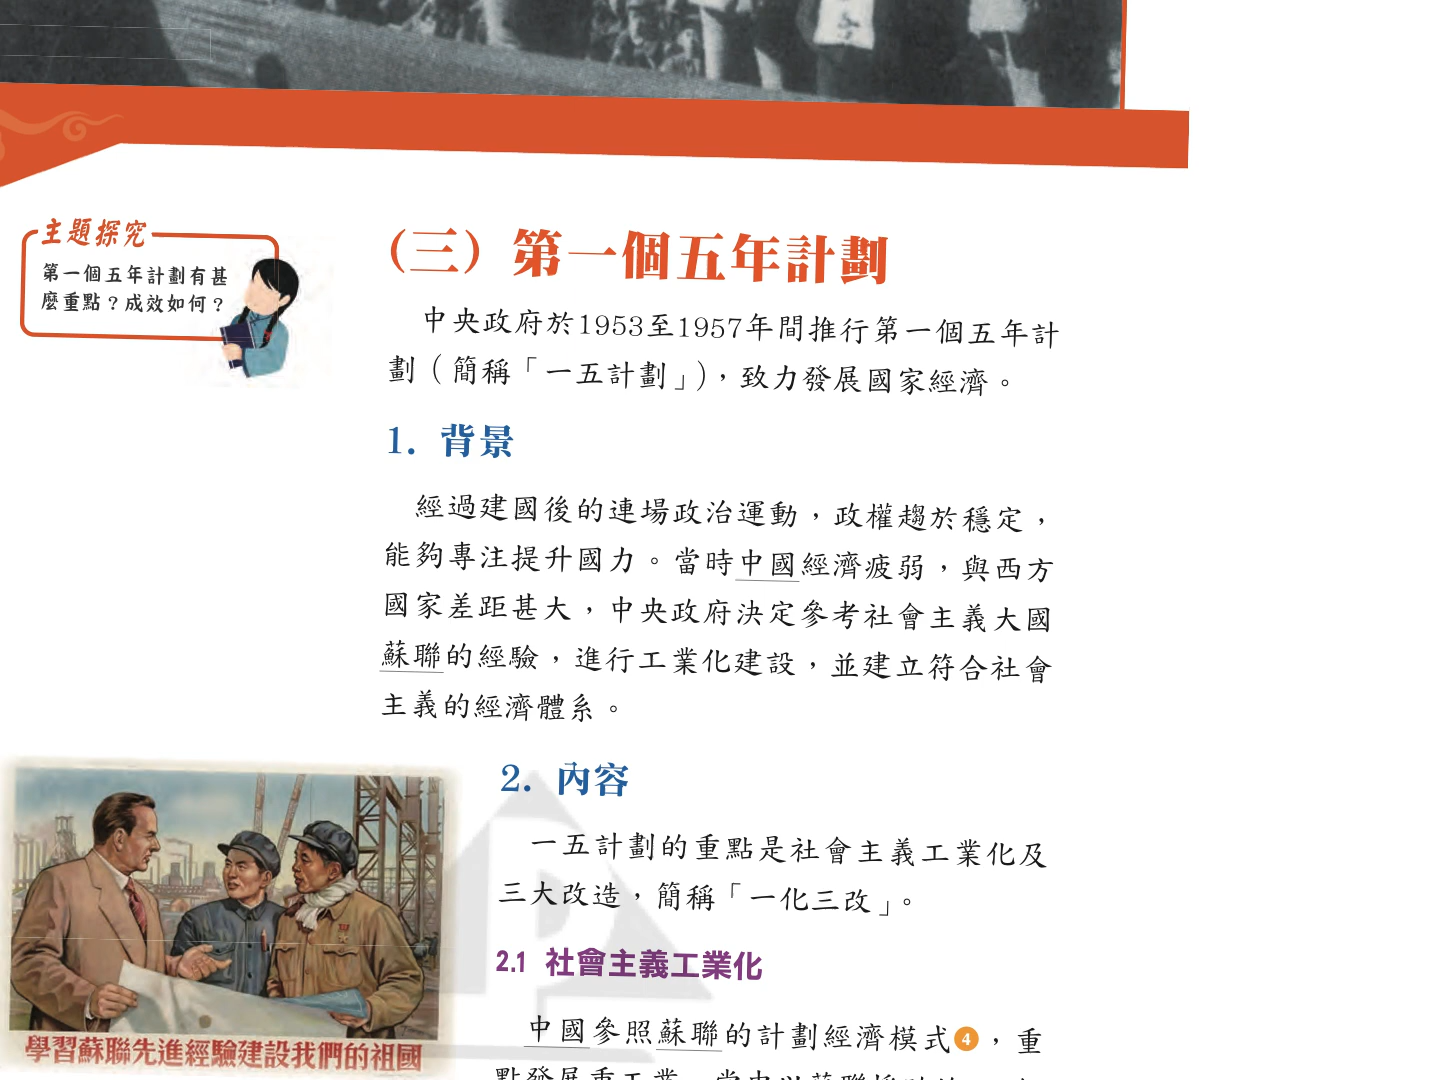 主題探究
第一個五年計劃有甚
麼重點？成效如何？
（三）第一個五年計劃
中央政府於1953至1957年間推行第一個五年計
劃（簡稱「一五計劃」），致力發展國家經濟。
1. 背景
經過建國後的連場政治運動，政權趨於穩定，
能夠專注提升國力。當時中國經濟疲弱，與西方
國家差距甚大，中央政府決定參考社會主義大國
蘇聯的經驗，進行工業化建設，並建立符合社會
主義的經濟體系。
2. 內容
一五計劃的重點是社會主義工業化及
三大改造，簡稱「一化三改」。
2.1 社會主義工業化
中國參照蘇聯的計劃經濟模式4，重
點發展重工業
學習蘇聯先進經驗建設我們的祖國